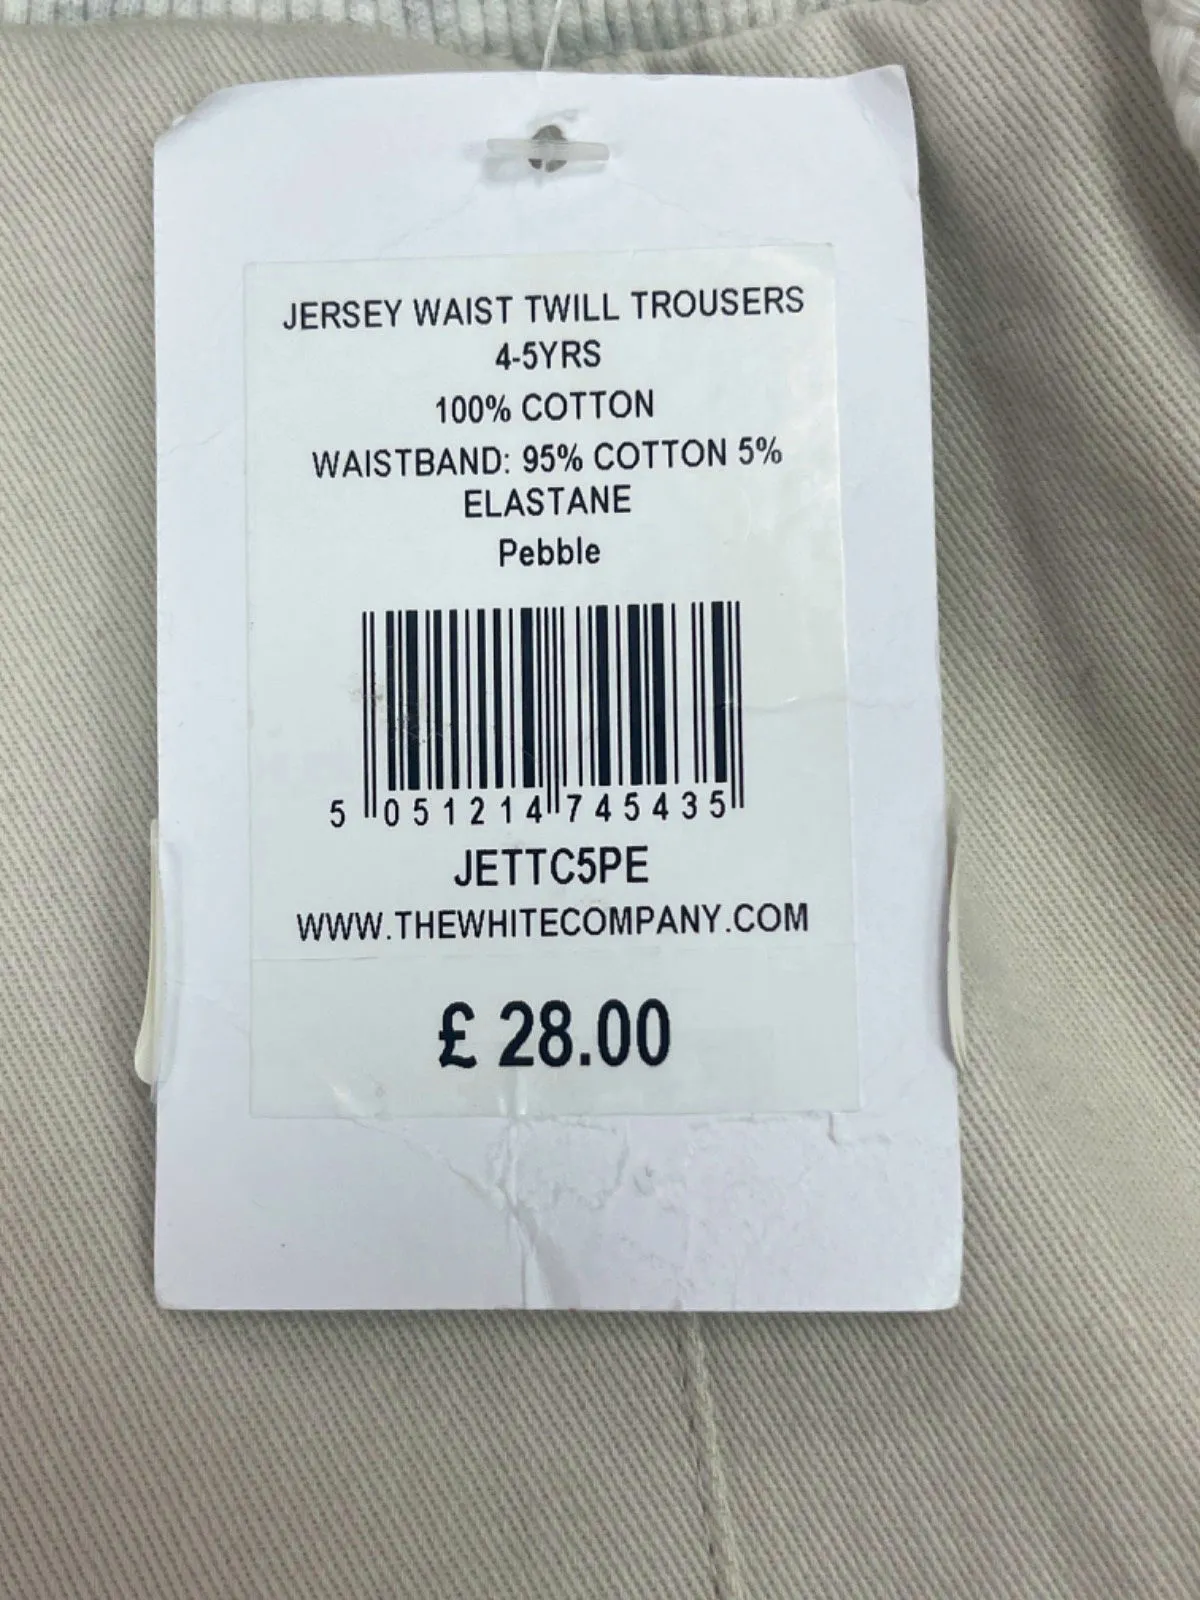 JERSEY WAIST TWILL TROUSERS
4-5YRS
100% COTTON
WAISTBAND: 95% COTTON 5%
ELASTANE
Pebble
5 051214 745435
JETTC5PE
WWW.THEWHITECOMPANY.COM
£ 28.00